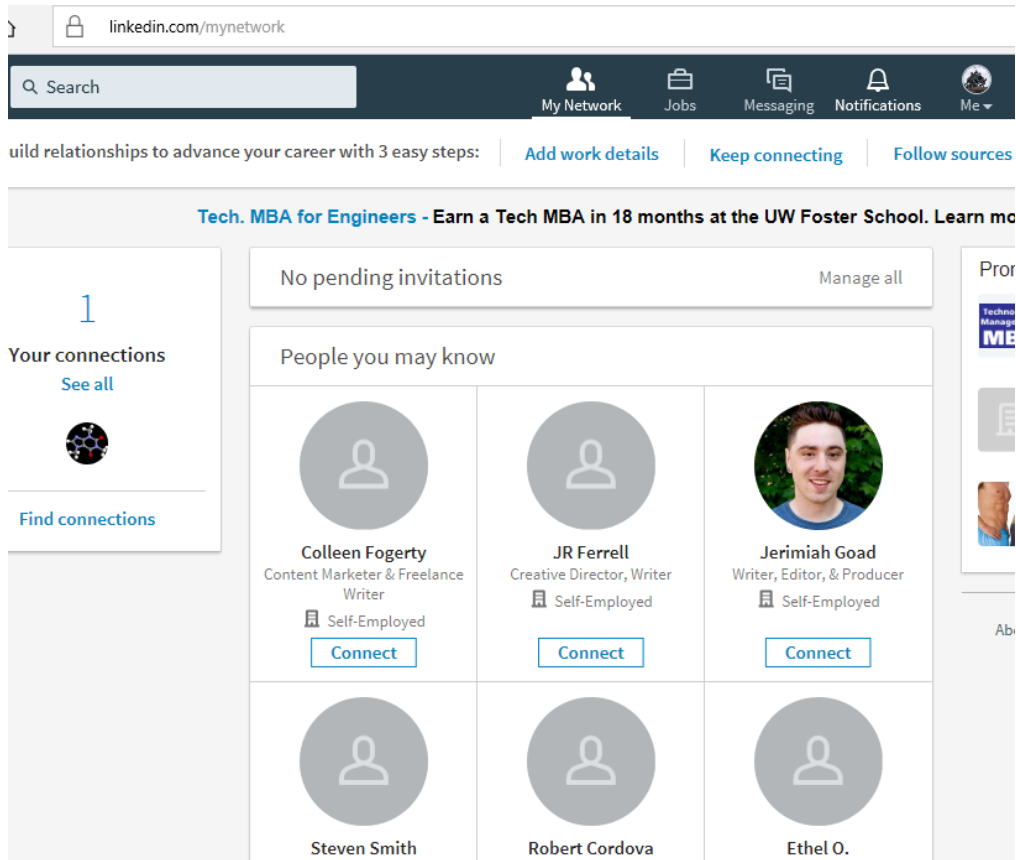 linkedin.com/mynetwork
Search
My Network
Jobs
Messaging
Notifications
Me
uild relationships to advance your career with 3 easy steps:
Add work details
Keep connecting
Follow sources
Tech. MBA for Engineers - Earn a Tech MBA in 18 months at the UW Foster School. Learn mo
1
Your connections
See all
Find connections
No pending invitations
Manage all
People you may know
Colleen Fogerty
Content Marketer & Freelance
Writer
Self-Employed
Connect
JR Ferrell
Creative Director, Writer
Self-Employed
Connect
Jerimiah Goad
Writer, Editor, & Producer
Self-Employed
Connect
Steven Smith
Robert Cordova
Ethel O.
Pror
Techno
Manage
Ab